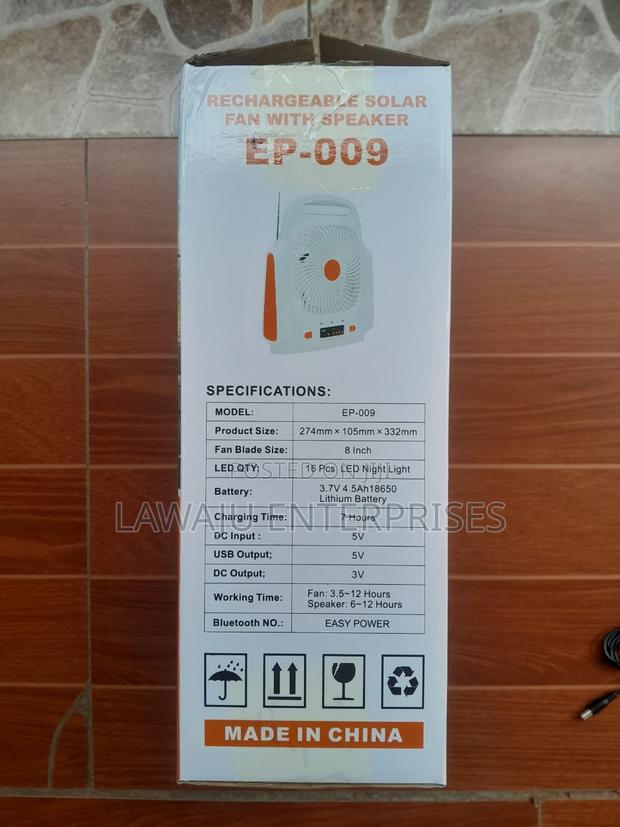 RECHARGEABLE SOLAR
FAN WITH SPEAKER
EP-009
SPECIFICATIONS:
MODEL: EP-009
Product Size: 274mm × 105mm × 332mm
Fan Blade Size: 8 Inch
LED QTY; 16 Pcs LED Night Light
POSTED ON JIJI
Battery: 3.7V 4.5Ah18650
Lithium Battery
LAWAIU ENTERPRISES
Charging Time: 7 Hours
DC Input : 5V
USB Output; 5V
DC Output; 3V
Working Time: Fan: 3.5~12 Hours
Speaker: 6~12 Hours
Bluetooth NO.: EASY POWER
MADE IN CHINA